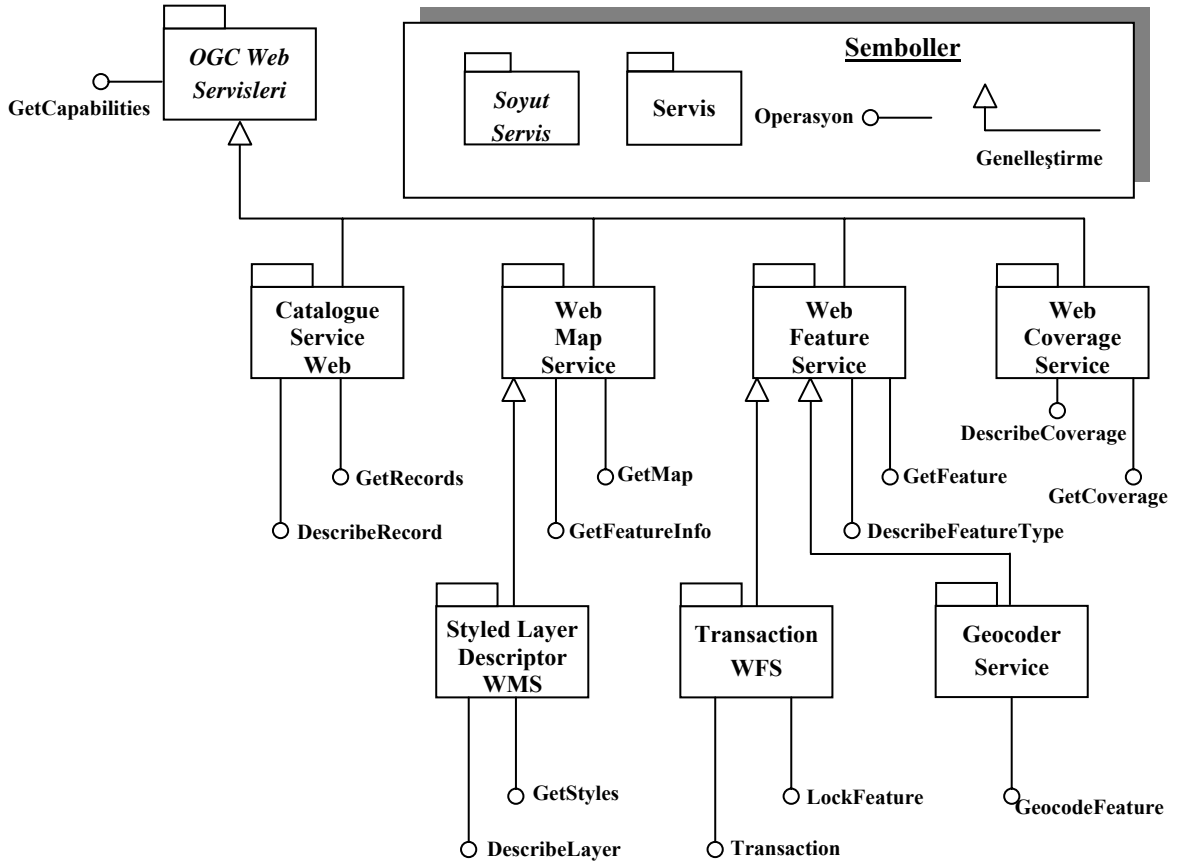 OGC Web
Servisleri
GetCapabilities
Semboller
Soyut
Servis
Servis
Operasyon
Genelleştirme
Catalogue
Service
Web
Web
Map
Service
Web
Feature
Service
Web
Coverage
Service
DescribeCoverage
GetRecords
GetMap
GetFeature
GetCoverage
DescribeRecord
GetFeatureInfo
DescribeFeatureType
Styled Layer
Descriptor
WMS
Transaction
WFS
Geocoder
Service
GetStyles
LockFeature
GeocodeFeature
DescribeLayer
Transaction